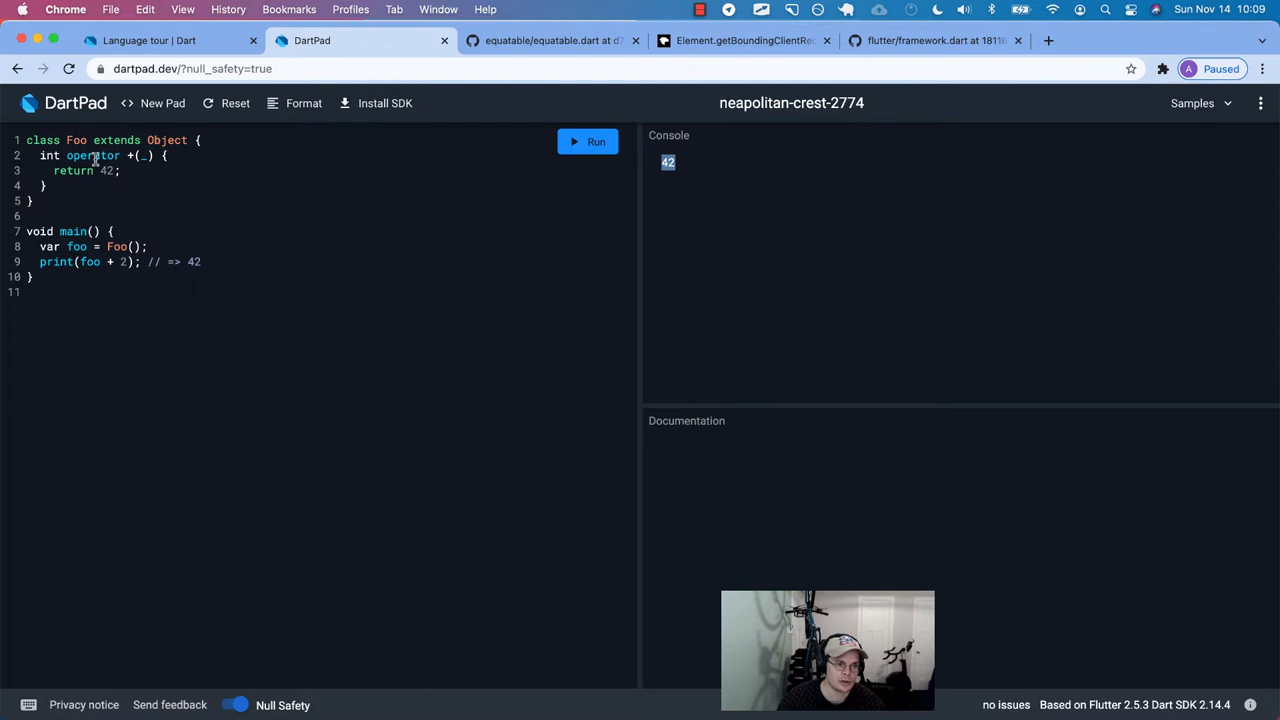 Chrome File Edit View History Bookmarks Profiles Tab Window Help Sun Nov 14 10:09
Language tour | Dart DartPad equatable/equatable.dart at d7 Element.getBoundingClientRec flutter/framework.dart at 18116
dartpad.dev/?null_safety=true A Paused
DartPad <> New Pad Reset Format Install SDK neapolitan-crest-2774 Samples
1 class Foo extends Object {
2 int operator +(_) {
3 return 42;
4 }
5 }
6
7 void main() {
8 var foo = Foo();
9 print(foo + 2); // => 42
10 }
11
Run
Console
42
Documentation
Privacy notice Send feedback Null Safety no issues Based on Flutter 2.5.3 Dart SDK 2.14.4